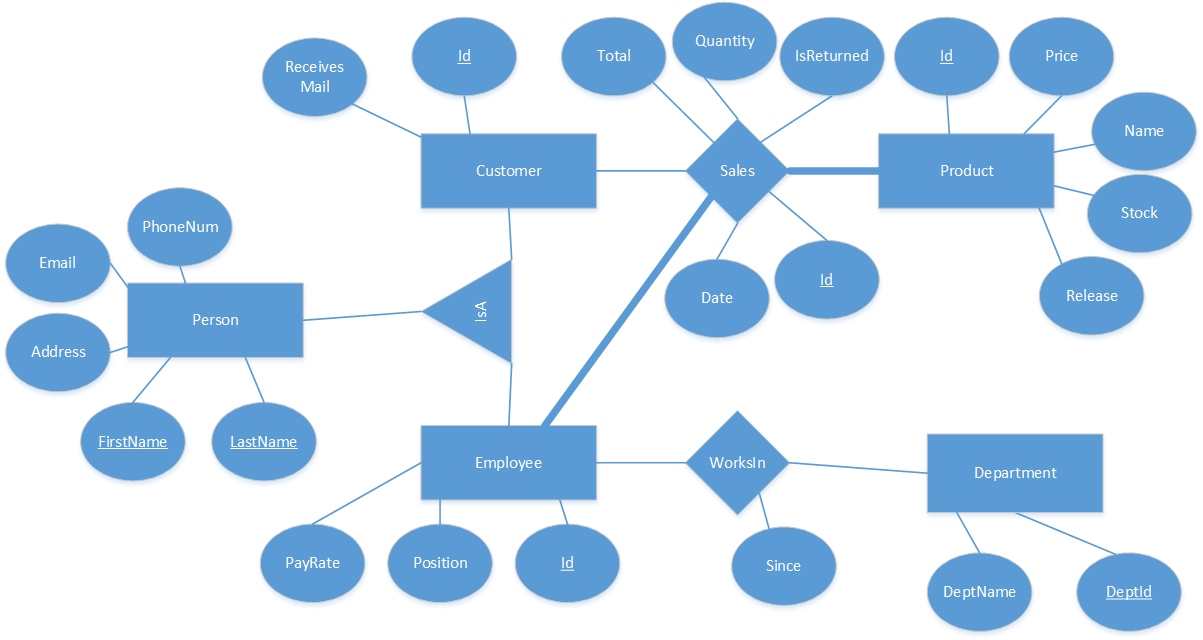 Receives
Mail
Id
Total
Quantity
IsReturned
Id
Price
Name
Customer
Sales
Product
Stock
PhoneNum
Email
Person
IsA
Date
Id
Release
Address
FirstName
LastName
Employee
WorksIn
Department
PayRate
Position
Id
Since
DeptName
DeptId